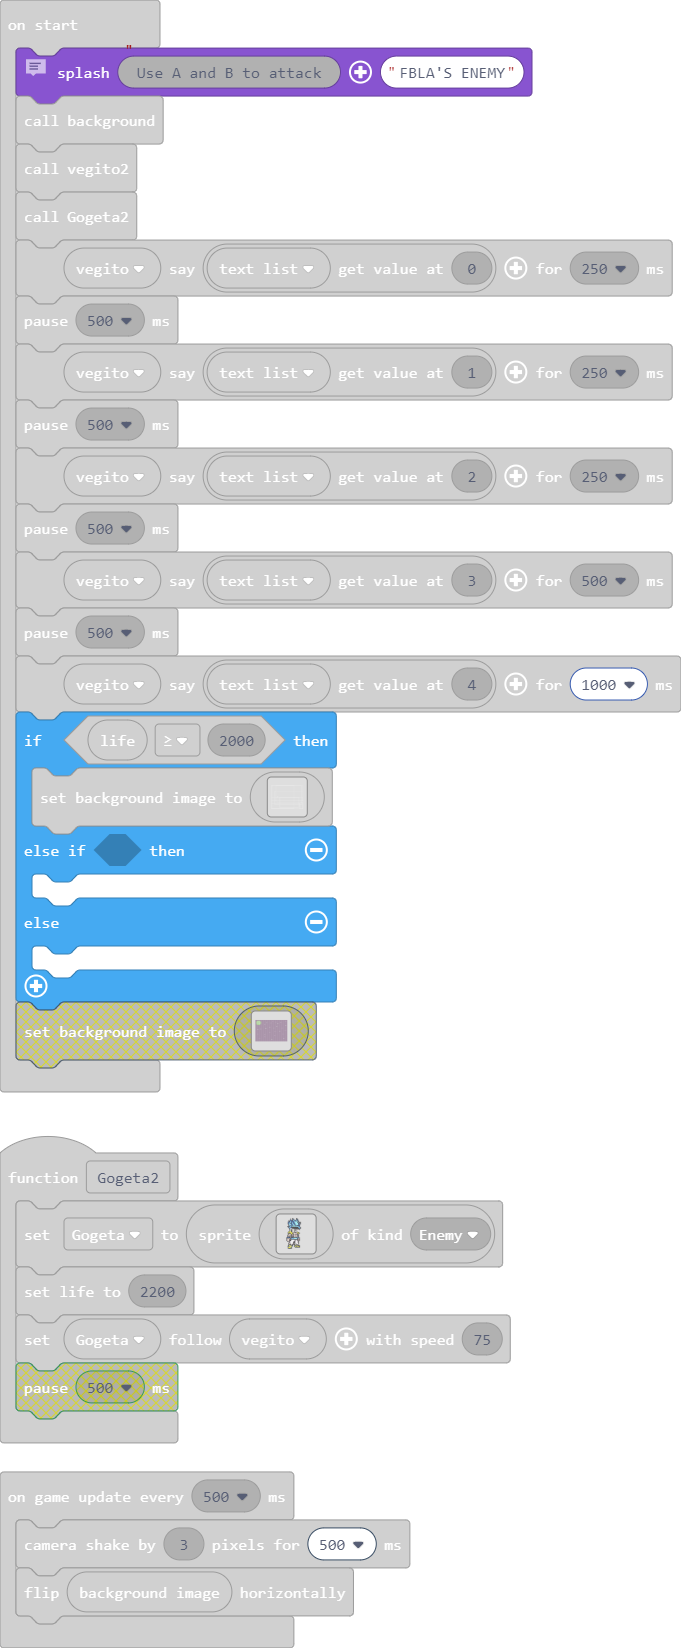 on start
splash " Use A and B to attack "FBLA'S ENEMY"
call background
call vegito2
call Gogeta2
vegito say text list get value at 0 for 250 ms
pause 500 ms
vegito say text list get value at 1 for 250 ms
pause 500 ms
vegito say text list get value at 2 for 250 ms
pause 500 ms
vegito say text list get value at 3 for 500 ms
pause 500 ms
vegito say text list get value at 4 for 1000 ms
if life ≥ 2000 then
set background image to
else if then
else
set background image to
function Gogeta2
set Gogeta to sprite of kind Enemy
set life to 2200
set Gogeta follow vegito with speed 75
pause 500 ms
on game update every 500 ms
camera shake by 3 pixels for 500 ms
flip background image horizontally